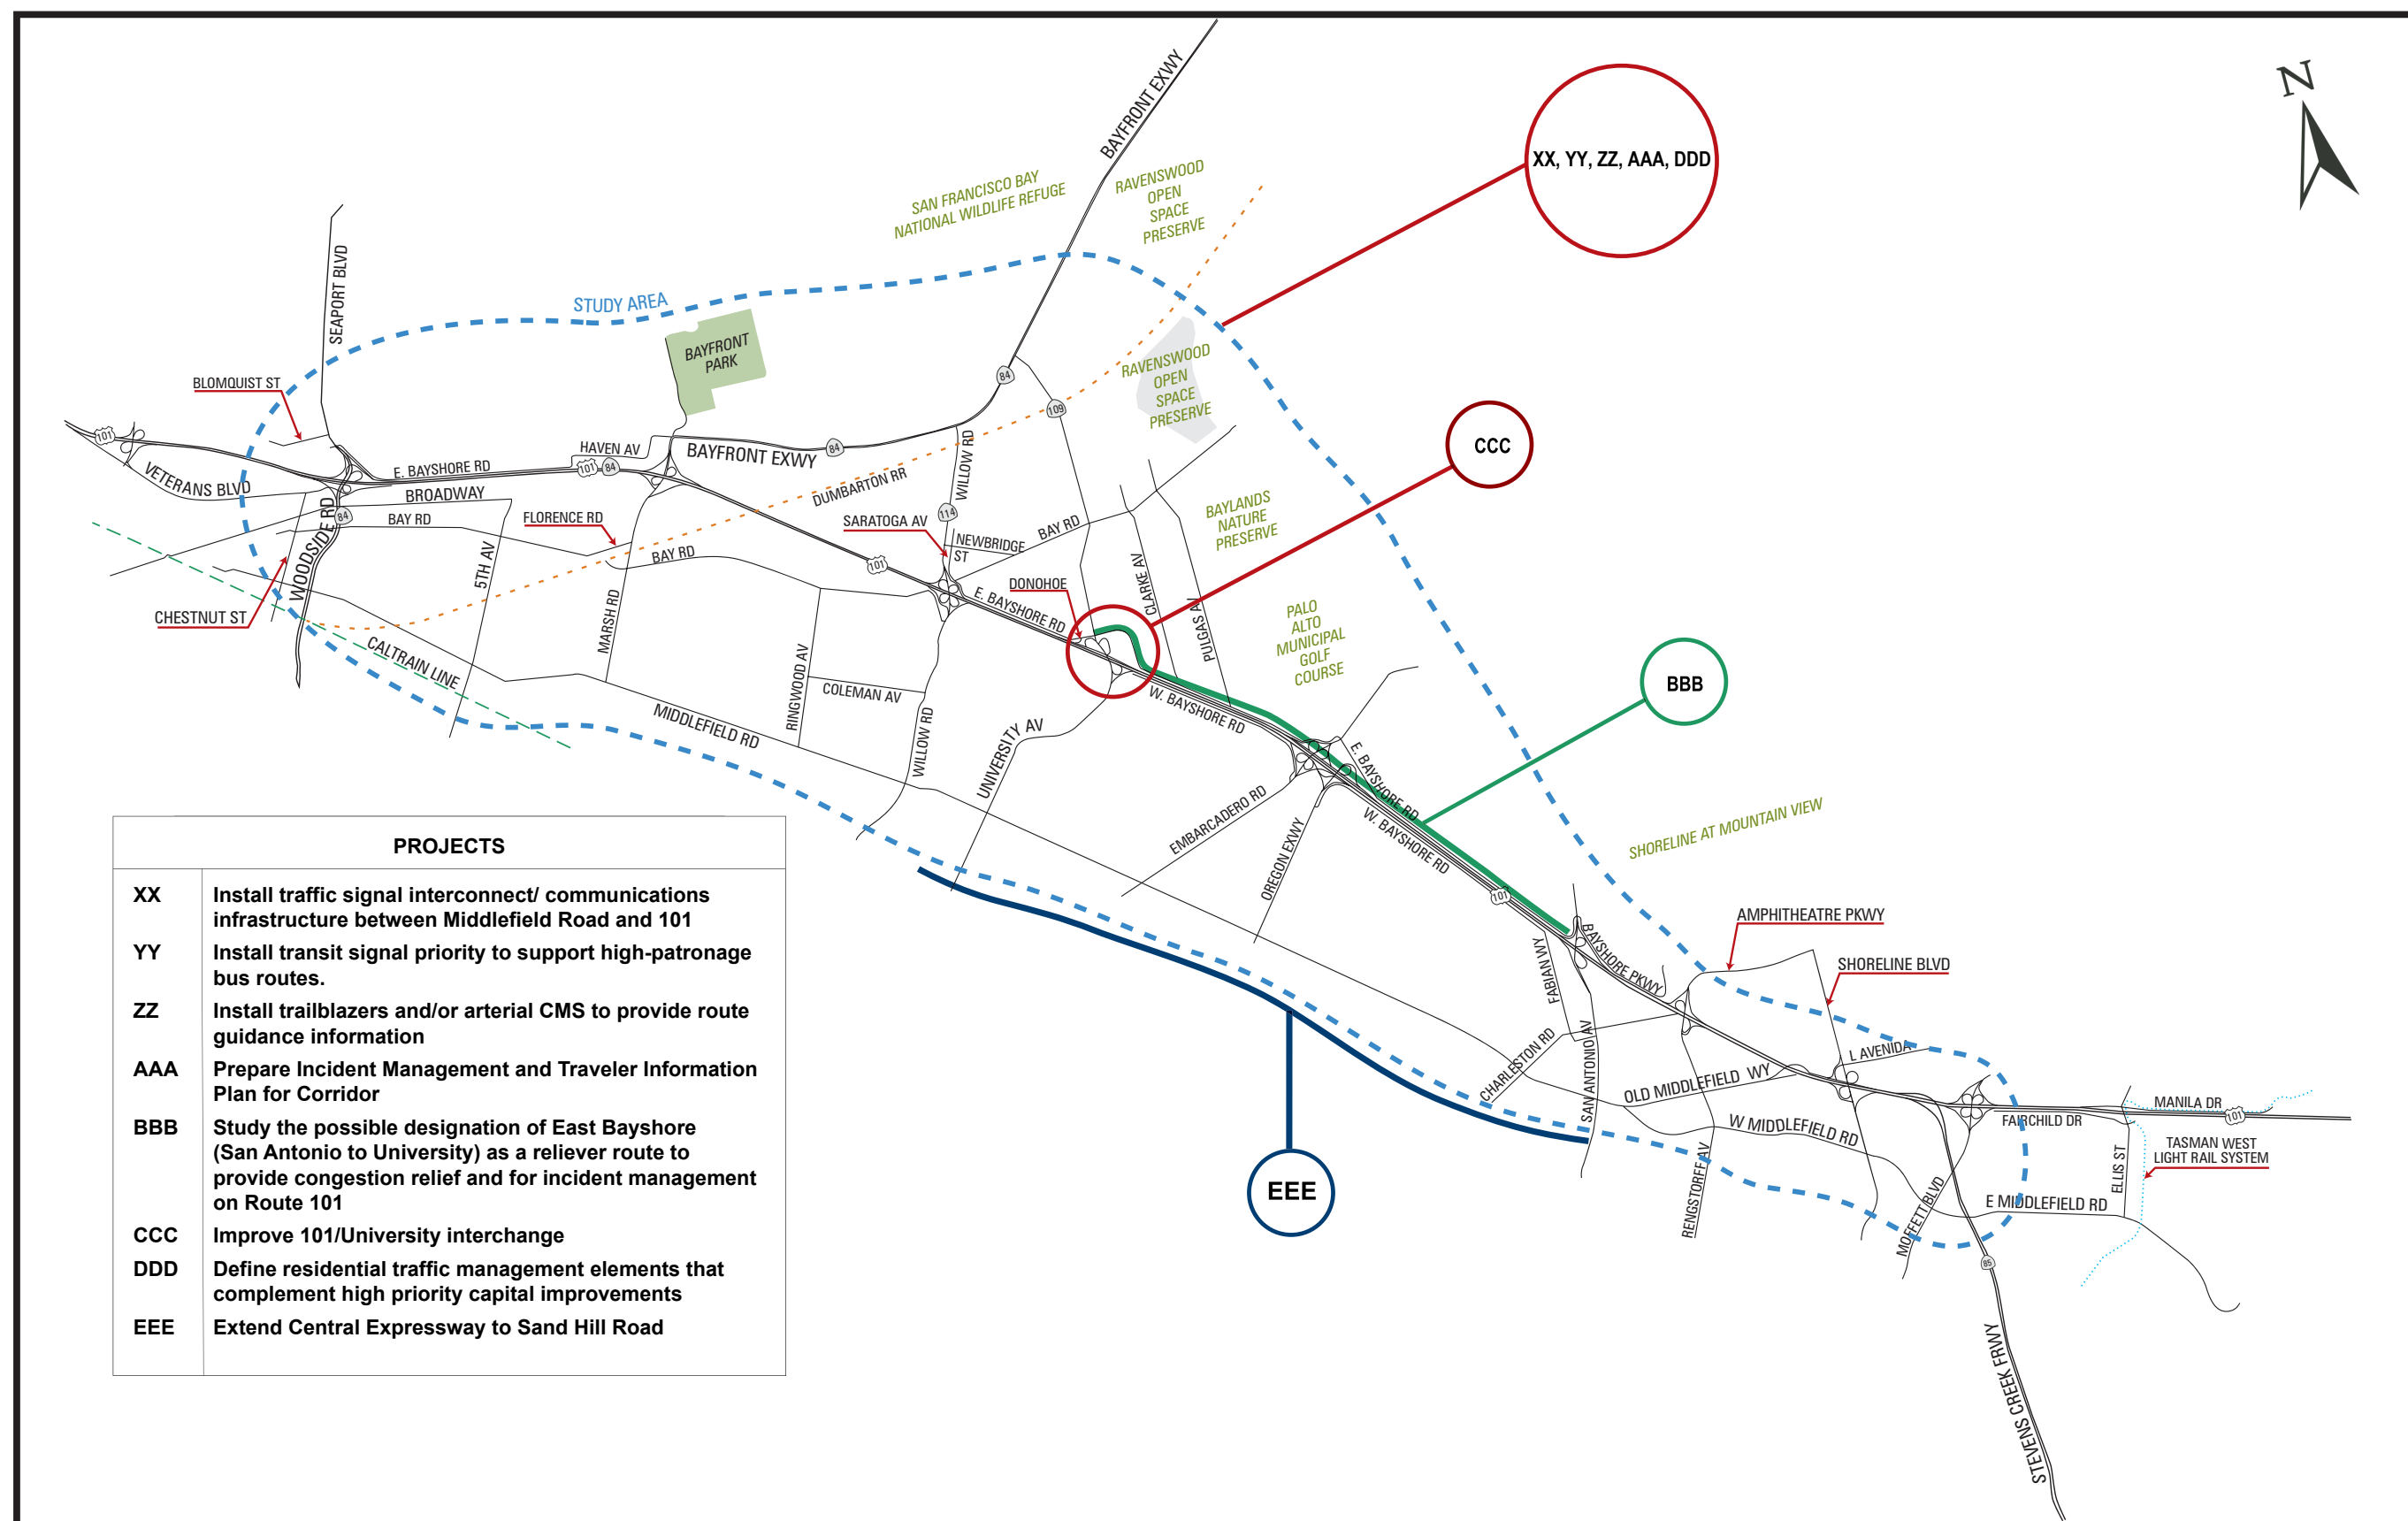 N
BAYFRONT EXWY
XX, YY, ZZ, AAA, DDD
SAN FRANCISCO BAY
NATIONAL WILDLIFE REFUGE
RAVENSWOOD
OPEN
SPACE
PRESERVE
SEAPORT BLVD
STUDY AREA
BAYFRONT
PARK
RAVENSWOOD
OPEN
SPACE
PRESERVE
BLOMQUIST ST
84
109
CCC
101
HAVEN AV
84
BAYFRONT EXWY
WILLOW RD
E. BAYSHORE RD
101
84
VETERANS BLVD
BROADWAY
DUMBARTON RR
WOODSIDE RD
84
BAY RD
FLORENCE RD
SARATOGA AV
114
BAY RD
BAYLANDS
NATURE
PRESERVE
NEWBRIDGE
ST
5TH AV
BAY RD
101
DONOHOE
CLARKE AV
E. BAYSHORE RD
PULGAS AV
CHESTNUT ST
MARSH RD
PALO
ALTO
MUNICIPAL
GOLF
COURSE
CALTRAIN LINE
RINGWOOD AV
COLEMAN AV
BBB
W. BAYSHORE RD
MIDDLEFIELD RD
WILLOW RD
UNIVERSITY AV
E. BAYSHORE RD
EMBARCADERO RD
W. BAYSHORE RD
OREGON EXWY
SHORELINE AT MOUNTAIN VIEW
101
AMPHITHEATRE PKWY
BAYSHORE PKWY
FABIAN WY
SHORELINE BLVD
CHARLESTON RD
SAN ANTONIO AV
L AVENIDA
OLD MIDDLEFIELD WY
W MIDDLEFIELD RD
MANILA DR
101
FAIRCHILD DR
TASMAN WEST
LIGHT RAIL SYSTEM
ELLIS ST
RENGSTORFF AV
MOFFETT BLVD
E MIDDLEFIELD RD
EEE
85
STEVENS CREEK FRWY
PROJECTS
XX Install traffic signal interconnect/ communications
infrastructure between Middlefield Road and 101
YY Install transit signal priority to support high-patronage
bus routes.
ZZ Install trailblazers and/or arterial CMS to provide route
guidance information
AAA Prepare Incident Management and Traveler Information
Plan for Corridor
BBB Study the possible designation of East Bayshore
(San Antonio to University) as a reliever route to
provide congestion relief and for incident management
on Route 101
CCC Improve 101/University interchange
DDD Define residential traffic management elements that
complement high priority capital improvements
EEE Extend Central Expressway to Sand Hill Road